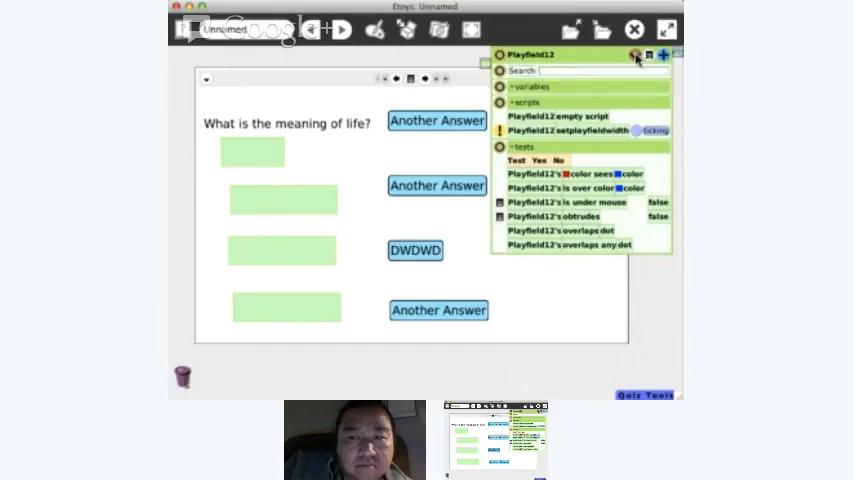 Etoys: Unnamed
Unnamed
Google+
Playfield12
Search
variables
scripts
Playfield12 empty script
Playfield12 setplayfieldwidth ticking
tests
Test Yes No
Playfield12's color sees color
Playfield12's is over color color
Playfield12's is under mouse false
Playfield12's obtrudes false
Playfield12's overlaps dot
Playfield12's overlaps any dot
What is the meaning of life?
Another Answer
Another Answer
DWDWD
Another Answer
Quiz Tools